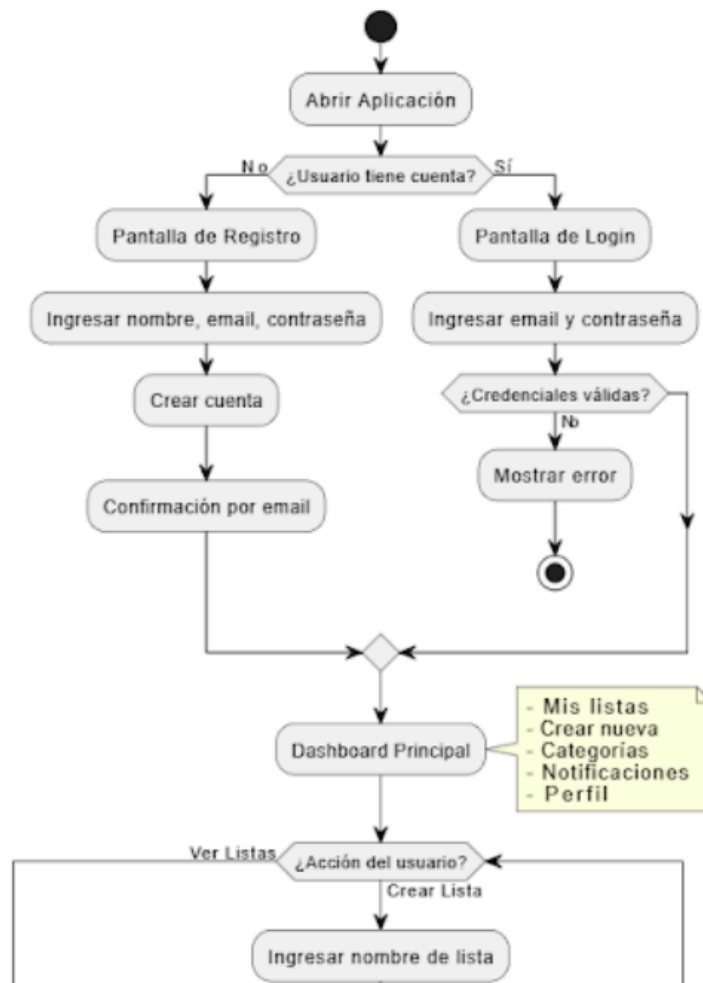 Abrir Aplicación
No
¿Usuario tiene cuenta?
Sí
Pantalla de Registro
Pantalla de Login
Ingresar nombre, email, contraseña
Ingresar email y contraseña
Crear cuenta
¿Credenciales válidas?
No
Mostrar error
Confirmación por email
Dashboard Principal
- Mis listas
- Crear nueva
- Categorías
- Notificaciones
- Perfil
Ver Listas
¿Acción del usuario?
Crear Lista
Ingresar nombre de lista